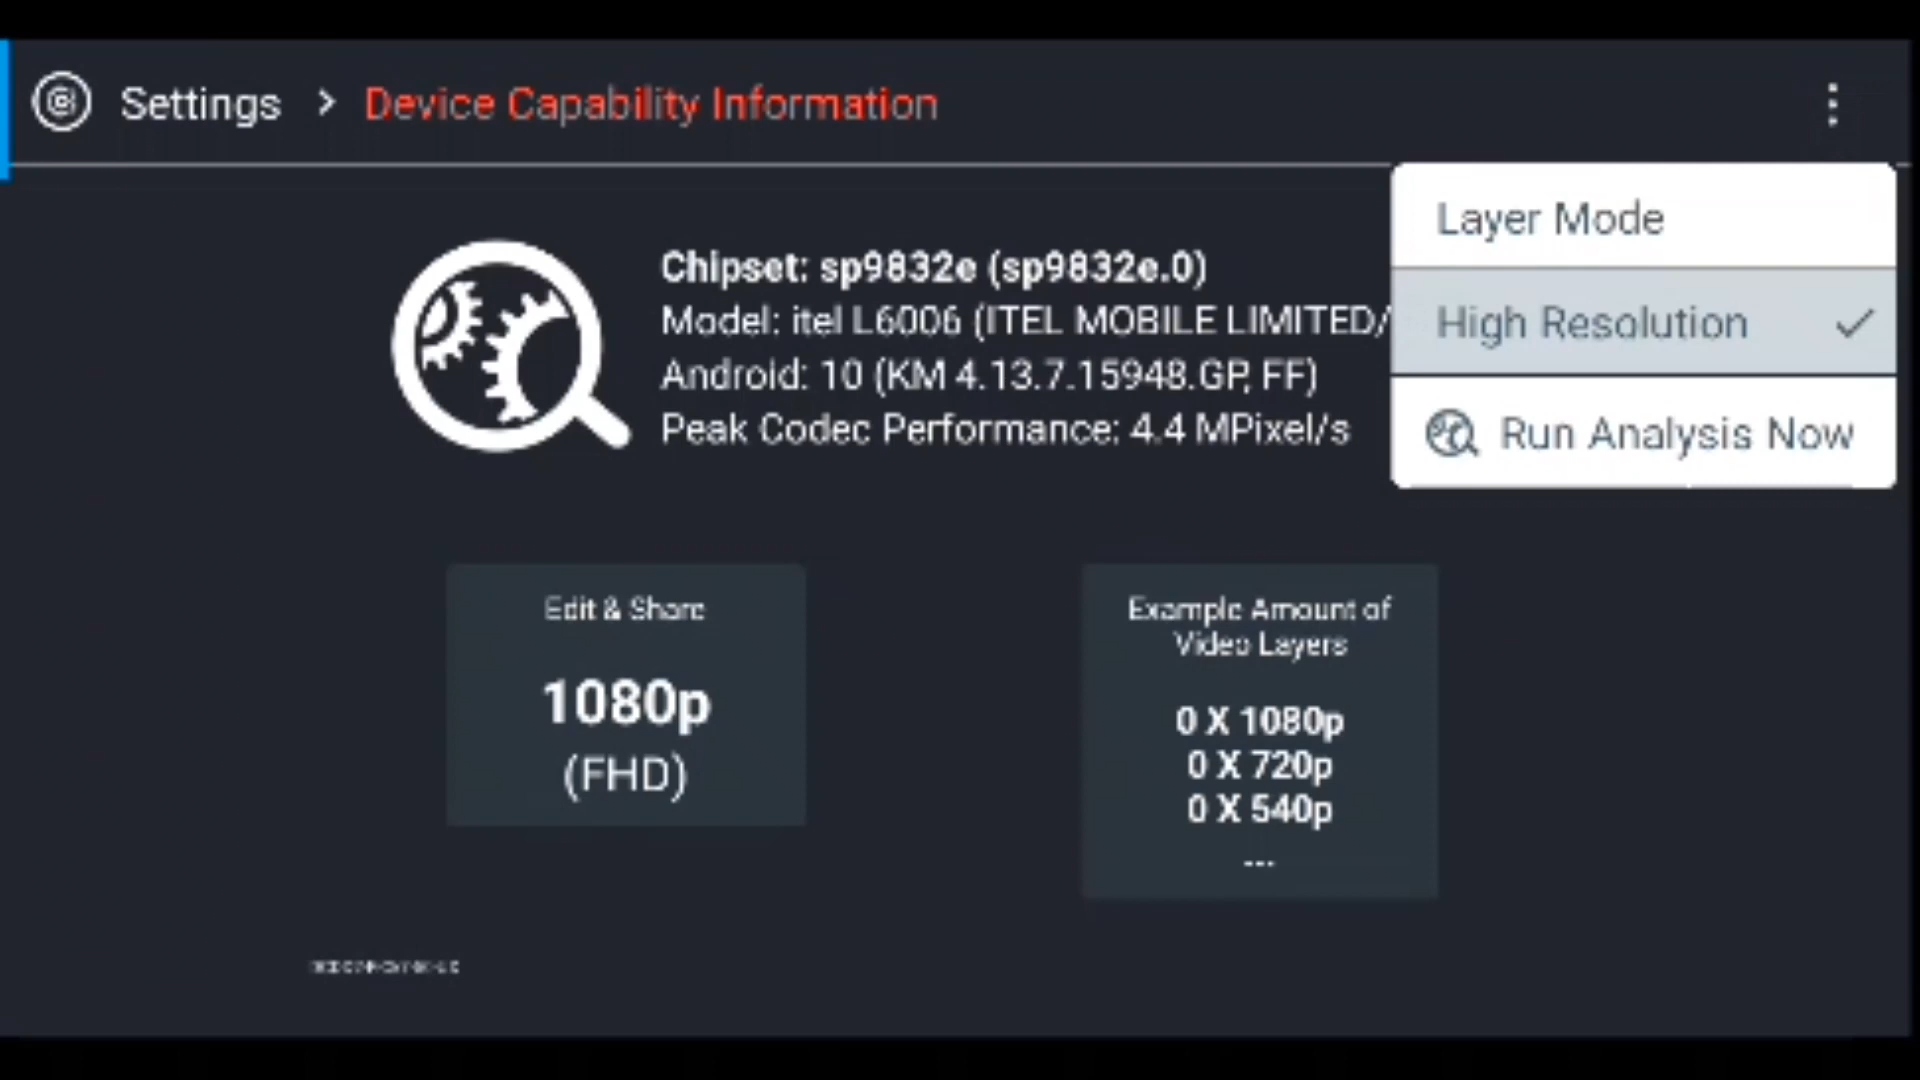 Settings > Device Capability Information
Layer Mode
High Resolution
Run Analysis Now
Chipset: sp9832e (sp9832e.0)
Model: itel L6006 (ITEL MOBILE LIMITED/
Android: 10 (KM 4.13.7.15948.GP, FF)
Peak Codec Performance: 4.4 MPixel/s
Edit & Share
1080p
(FHD)
Example Amount of
Video Layers
0 X 1080p
0 X 720p
0 X 540p
---